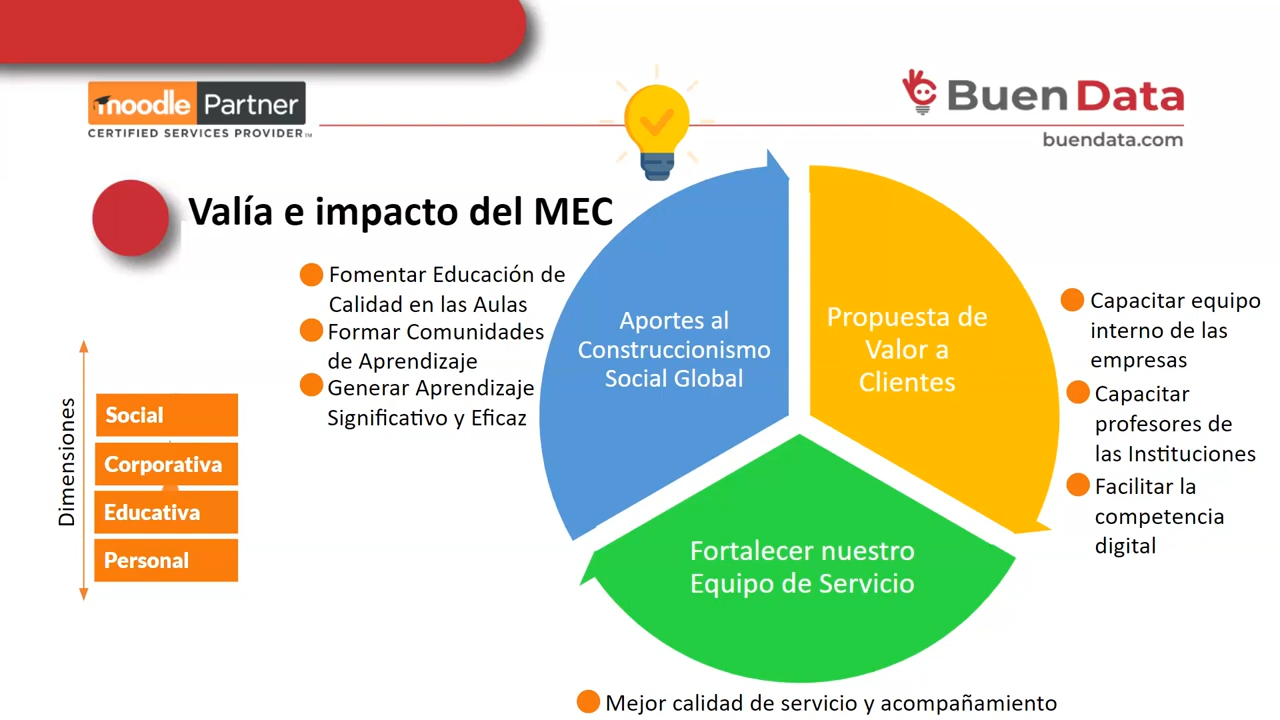 moodle Partner
CERTIFIED SERVICES PROVIDER™
Buen Data
buendata.com
Valía e impacto del MEC
Fomentar Educación de
Calidad en las Aulas
Formar Comunidades
de Aprendizaje
Generar Aprendizaje
Significativo y Eficaz
Dimensiones
Social
Corporativa
Educativa
Personal
Aportes al
Construccionismo
Social Global
Propuesta de
Valor a
Clientes
Capacitar equipo
interno de las
empresas
Capacitar
profesores de
las Instituciones
Facilitar la
competencia
digital
Fortalecer nuestro
Equipo de Servicio
Mejor calidad de servicio y acompañamiento